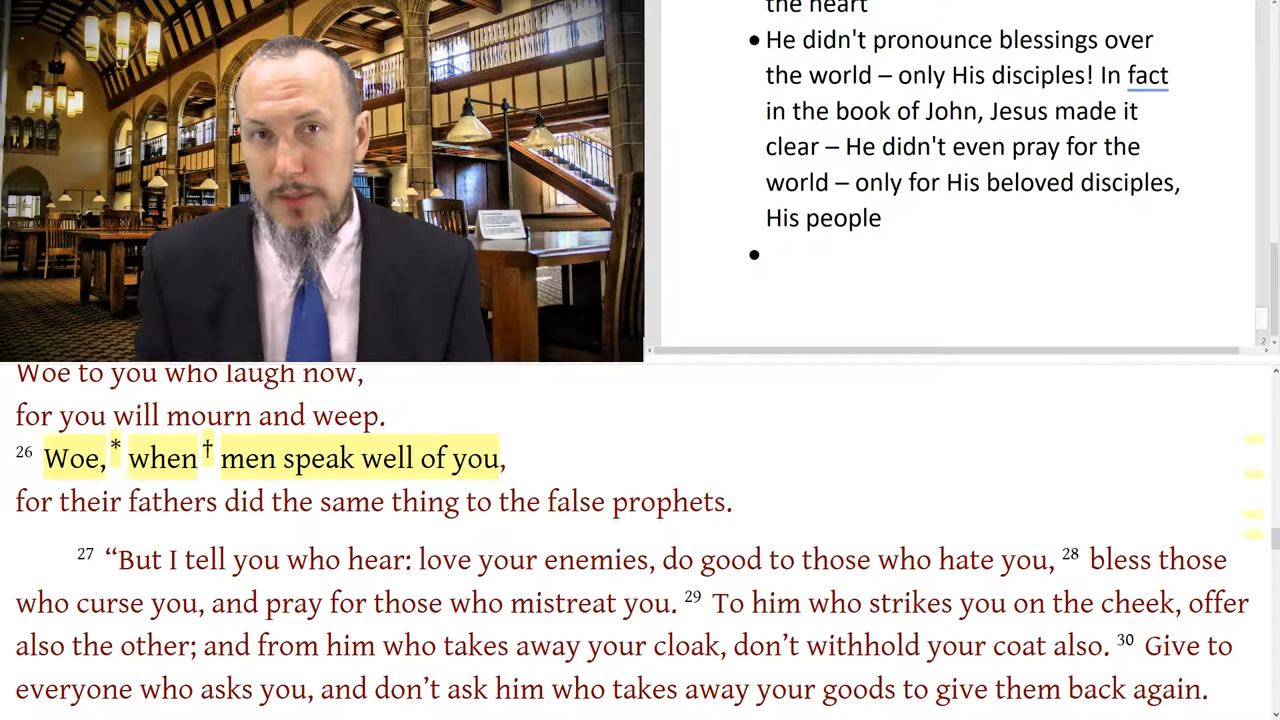 the heart
• He didn't pronounce blessings over
the world – only His disciples! In fact
in the book of John, Jesus made it
clear – He didn't even pray for the
world – only for His beloved disciples,
His people
•
2
Woe to you who laugh now,
for you will mourn and weep.
26 Woe,* when† men speak well of you,
for their fathers did the same thing to the false prophets.
27 “But I tell you who hear: love your enemies, do good to those who hate you, 28 bless those
who curse you, and pray for those who mistreat you. 29 To him who strikes you on the cheek, offer
also the other; and from him who takes away your cloak, don’t withhold your coat also. 30 Give to
everyone who asks you, and don’t ask him who takes away your goods to give them back again.